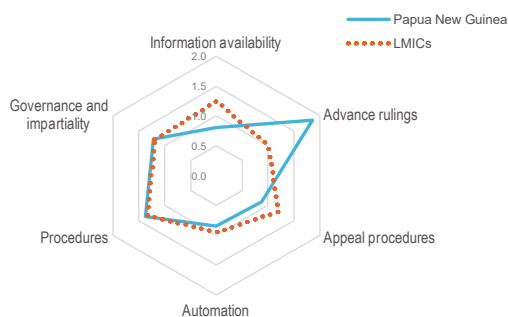 Papua New Guinea
LMICs
Information availability
2.0
1.5
1.0
0.5
0.0
Governance and
impartiality
Advance rulings
Procedures
Appeal procedures
Automation